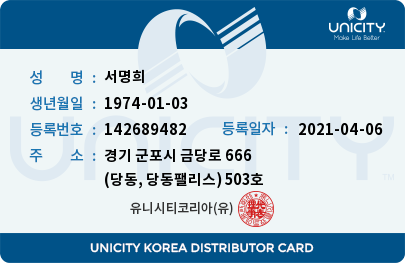 UNICITY
Make Life Better
성 명 : 서명희
생년월일 : 1974-01-03
등록번호 : 142689482 등록일자 : 2021-04-06
주 소 : 경기 군포시 금당로 666
(당동, 당동팰리스) 503호
유니시티코리아(유)
UNICITY
UNICITY KOREA DISTRIBUTOR CARD